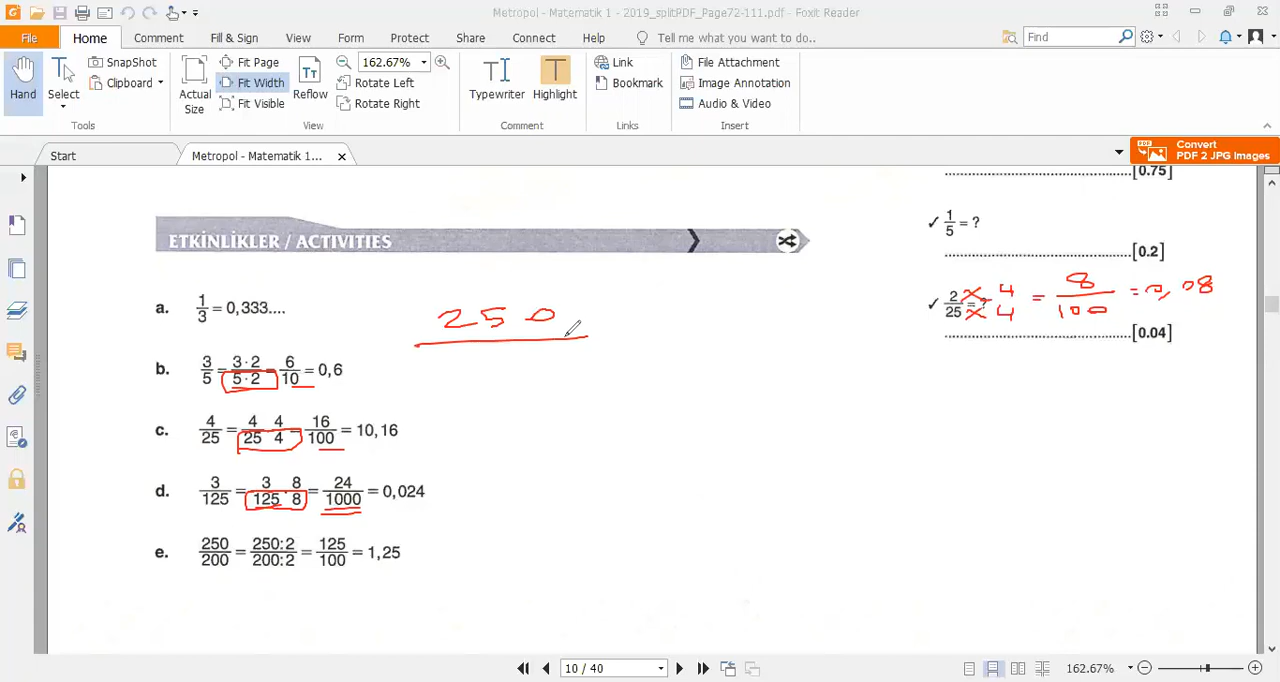 Metropol - Matematik 1 - 2019_splitPDF_Page72-111.pdf - Foxit Reader
File Home Comment Fill & Sign View Form Protect Share Connect Help Tell me what you want to do.. Find
Hand
Select
SnapShot
Clipboard
Actual Size
Fit Page
Fit Width
Fit Visible
Reflow
162.67%
Rotate Left
Rotate Right
Typewriter
Highlight
Link
Bookmark
File Attachment
Image Annotation
Audio & Video
Tools View Comment Links Insert
Start Metropol - Matematik 1...
Convert
PDF 2 JPG Images
[0.75]
✓ 1/5 = ?
[0.2]
✓ 2/25 = ? × 4 × 4 = 8/100 = 0,08
[0.04]
ETKİNLİKLER / ACTIVITIES
a. 1/3 = 0,333....
250
b. 3/5 = 3·2/5·2 = 6/10 = 0,6
c. 4/25 = 4 4/25 4 = 16/100 = 10,16
d. 3/125 = 3 8/125·8 = 24/1000 = 0,024
e. 250/200 = 250:2/200:2 = 125/100 = 1,25
10 / 40
162.67%